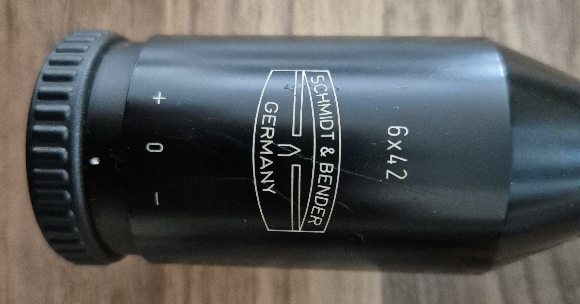 +
0
-
SCHMIDT & BENDER
GERMANY
6x42